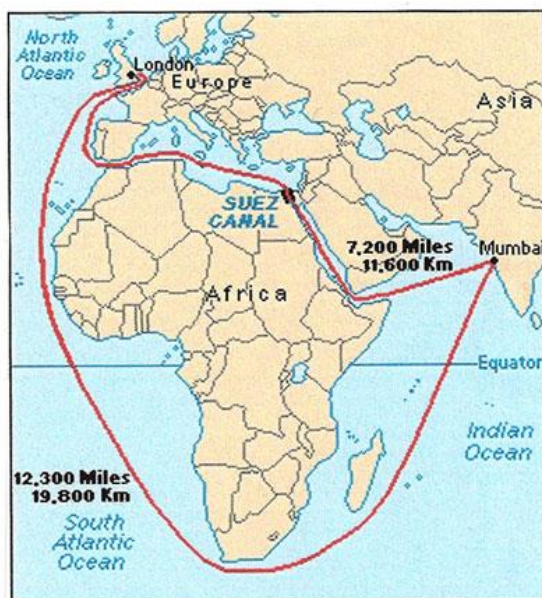 North
Atlantic
Ocean
London
Europe
Asia
SUEZ
CANAL
7,200 Miles
11,600 Km
Mumbai
Africa
Equator
Indian
Ocean
12,300 Miles
19,800 Km
South
Atlantic
Ocean